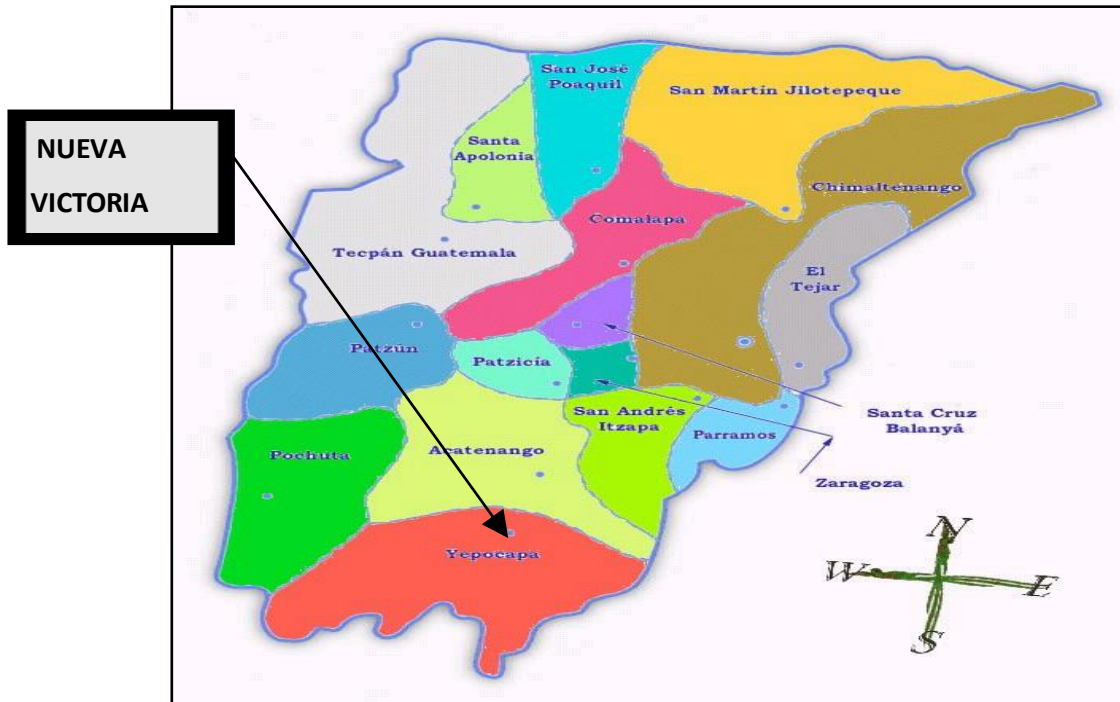 San José
Poaquil
San Martín Jilotepeque
NUEVA
VICTORIA
Santa
Apolonia
Chimaltenango
Comalapa
Tecpán Guatemala
El
Tejar
Patzún
Patzicía
San Andrés
Itzapa
Santa Cruz
Balanyá
Parramos
Acatenango
Pochuta
Zaragoza
Yepocapa
N
W
E
S